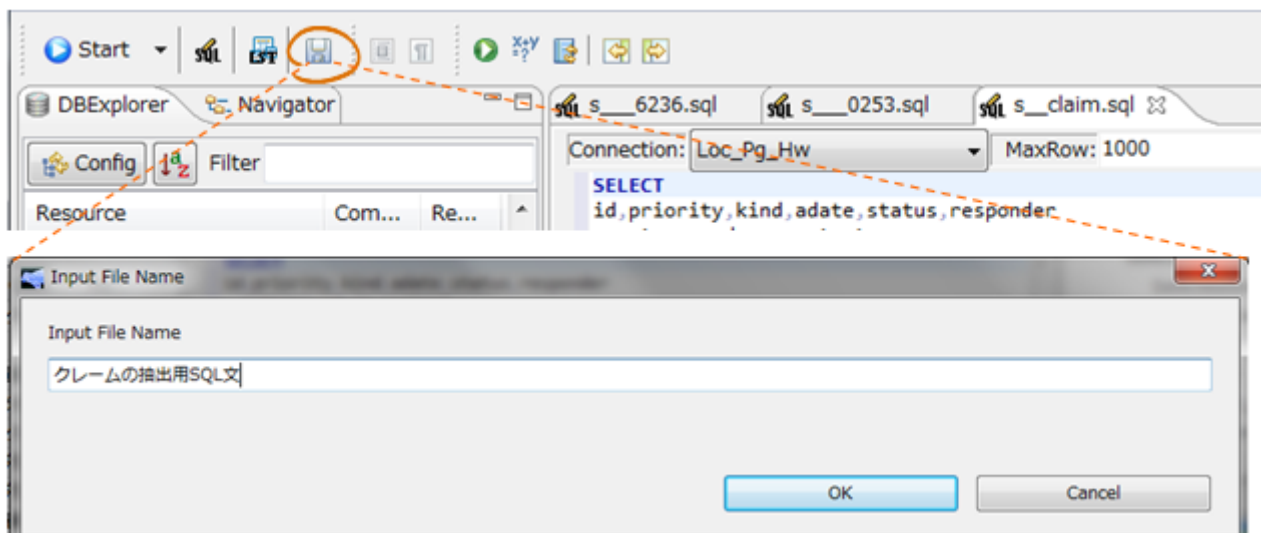 Start
DBExplorer Navigator
s___6236.sql s___0253.sql s__claim.sql
Config Filter
Connection: Loc_Pg_Hw MaxRow: 1000
SELECT
Resource Com... Re...
id,priority,kind,adate,status,responder
Input File Name
Input File Name
クレームの抽出用SQL文
OK Cancel